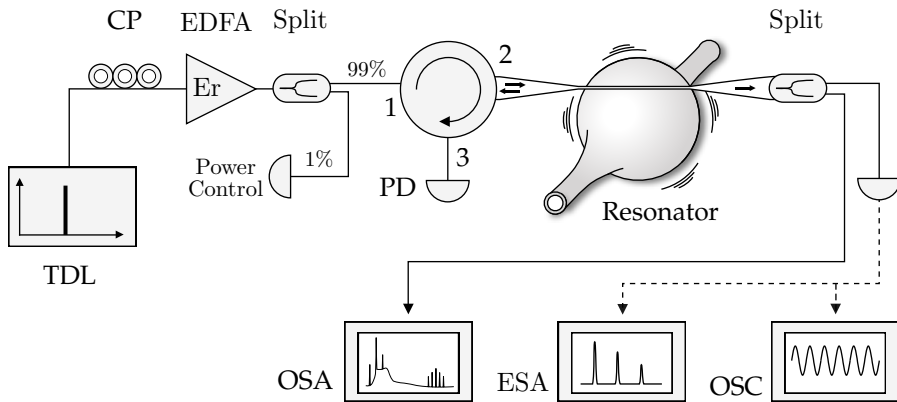 CP
EDFA
Split
Split
99%
2
Er
1
1%
3
Power
Control
PD
Resonator
TDL
OSA
ESA
OSC